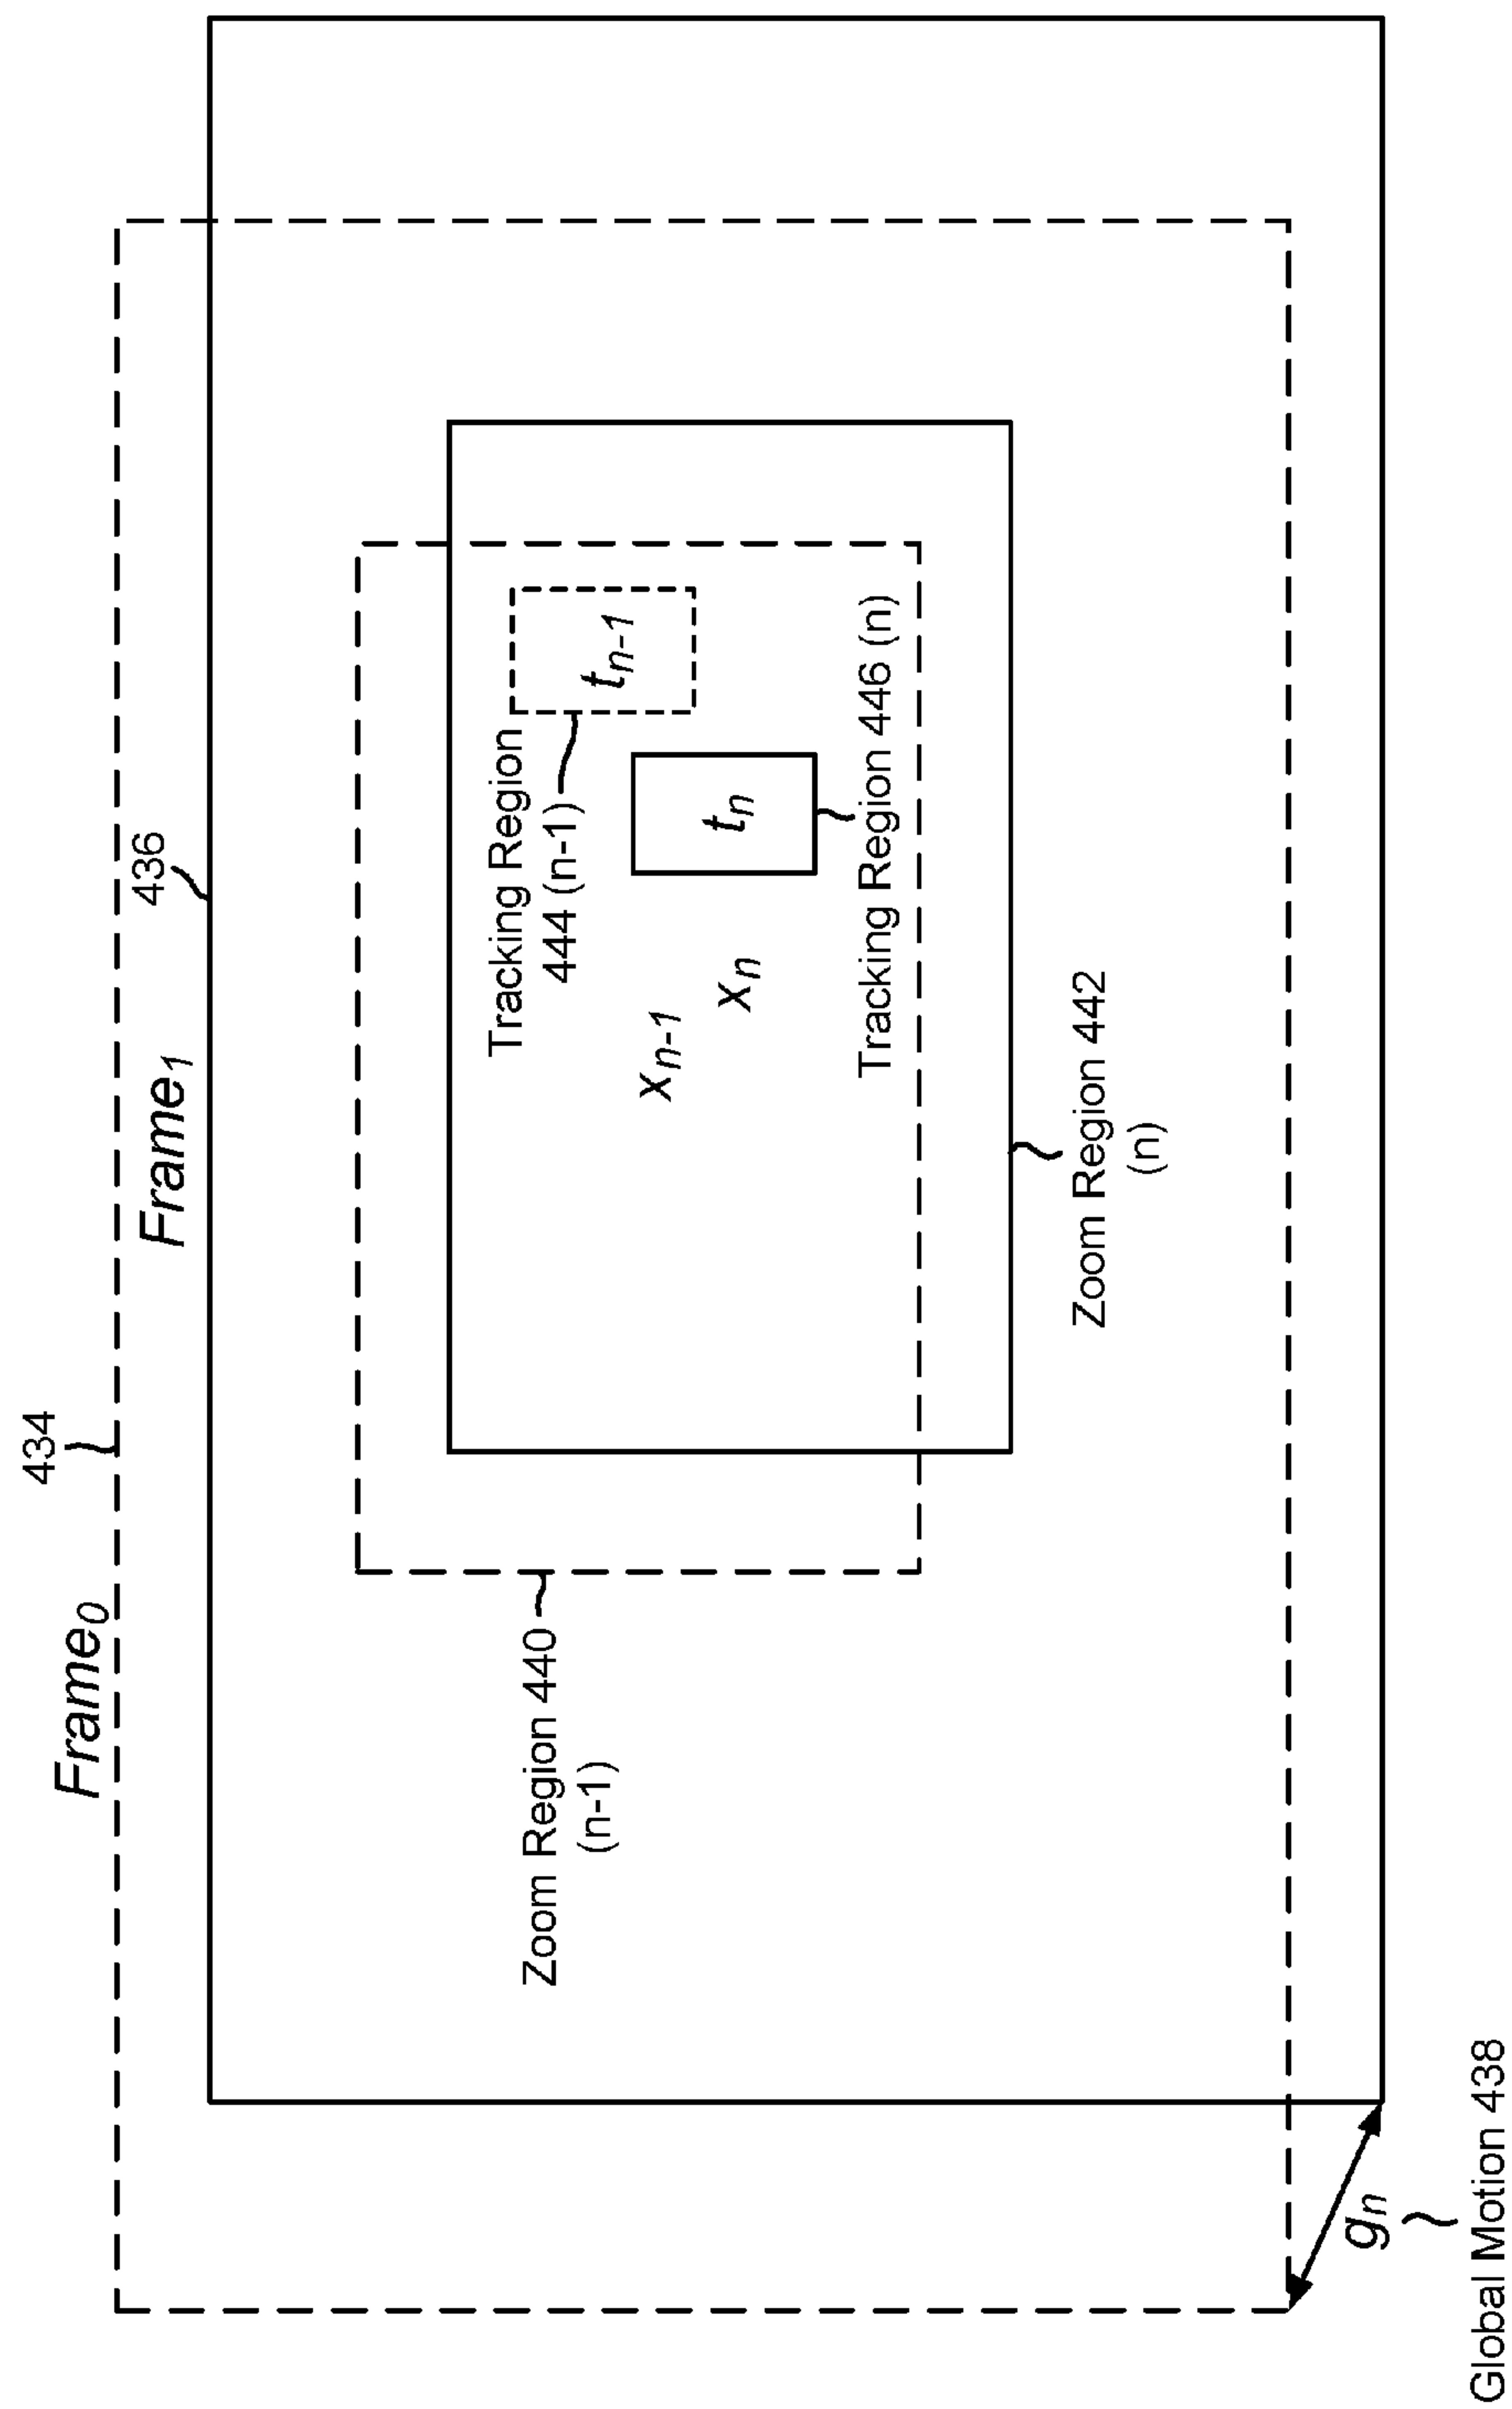 434
Frame0
436
Frame1
Tracking Region
444 (n-1)
tn-1
Zoom Region 440
(n-1)
xn-1
xn
tn
Tracking Region 446 (n)
Zoom Region 442
(n)
gn
Global Motion 438